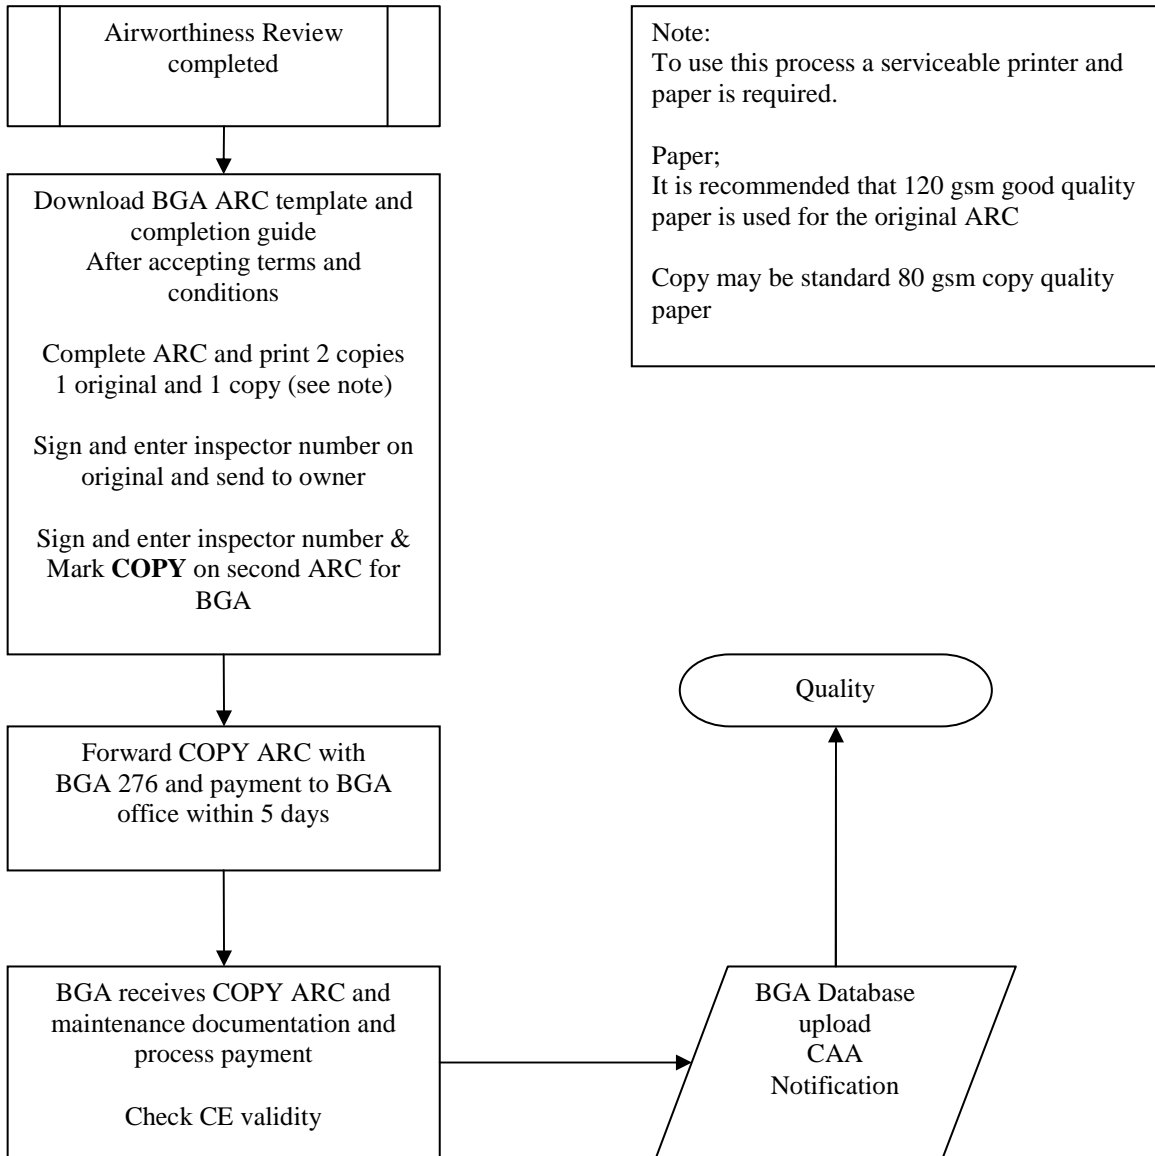 Airworthiness Review
completed
Note:
To use this process a serviceable printer and
paper is required.
Paper;
It is recommended that 120 gsm good quality
paper is used for the original ARC
Copy may be standard 80 gsm copy quality
paper
Download BGA ARC template and
completion guide
After accepting terms and
conditions
Complete ARC and print 2 copies
1 original and 1 copy (see note)
Sign and enter inspector number on
original and send to owner
Sign and enter inspector number &
Mark COPY on second ARC for
BGA
Forward COPY ARC with
BGA 276 and payment to BGA
office within 5 days
BGA receives COPY ARC and
maintenance documentation and
process payment
Check CE validity
BGA Database
upload
CAA
Notification
Quality